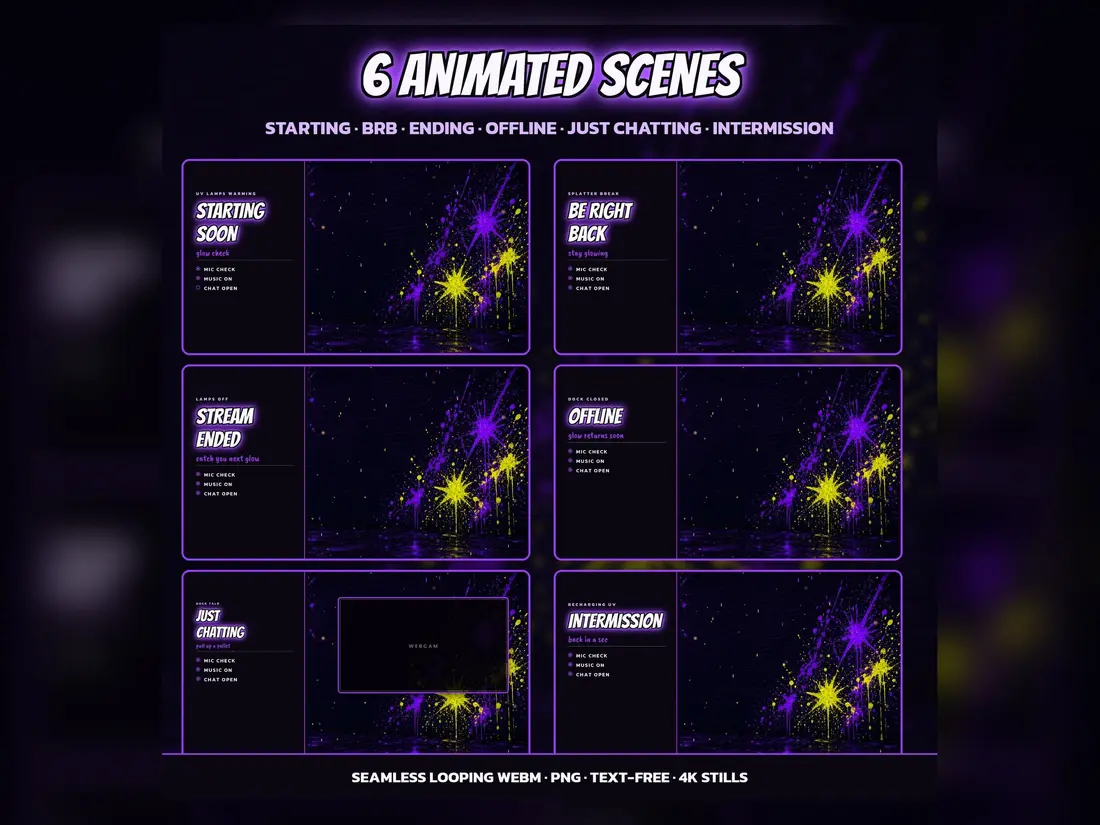 6 ANIMATED SCENES
STARTING · BRB · ENDING · OFFLINE · JUST CHATTING · INTERMISSION
UV LAMPS WARMING
STARTING
SOON
glow check
MIC CHECK
MUSIC ON
CHAT OPEN
SPLATTER BREAK
BE RIGHT
BACK
stay glowing
MIC CHECK
MUSIC ON
CHAT OPEN
LAMPS OFF
STREAM
ENDED
catch you next glow
MIC CHECK
MUSIC ON
CHAT OPEN
DOCK CLOSED
OFFLINE
glow returns soon
MIC CHECK
MUSIC ON
CHAT OPEN
DOCK TALK
JUST
CHATTING
pull up a pallet
MIC CHECK
MUSIC ON
CHAT OPEN
WEBCAM
RECHARGING UV
INTERMISSION
back in a sec
MIC CHECK
MUSIC ON
CHAT OPEN
SEAMLESS LOOPING WEBM · PNG · TEXT-FREE · 4K STILLS